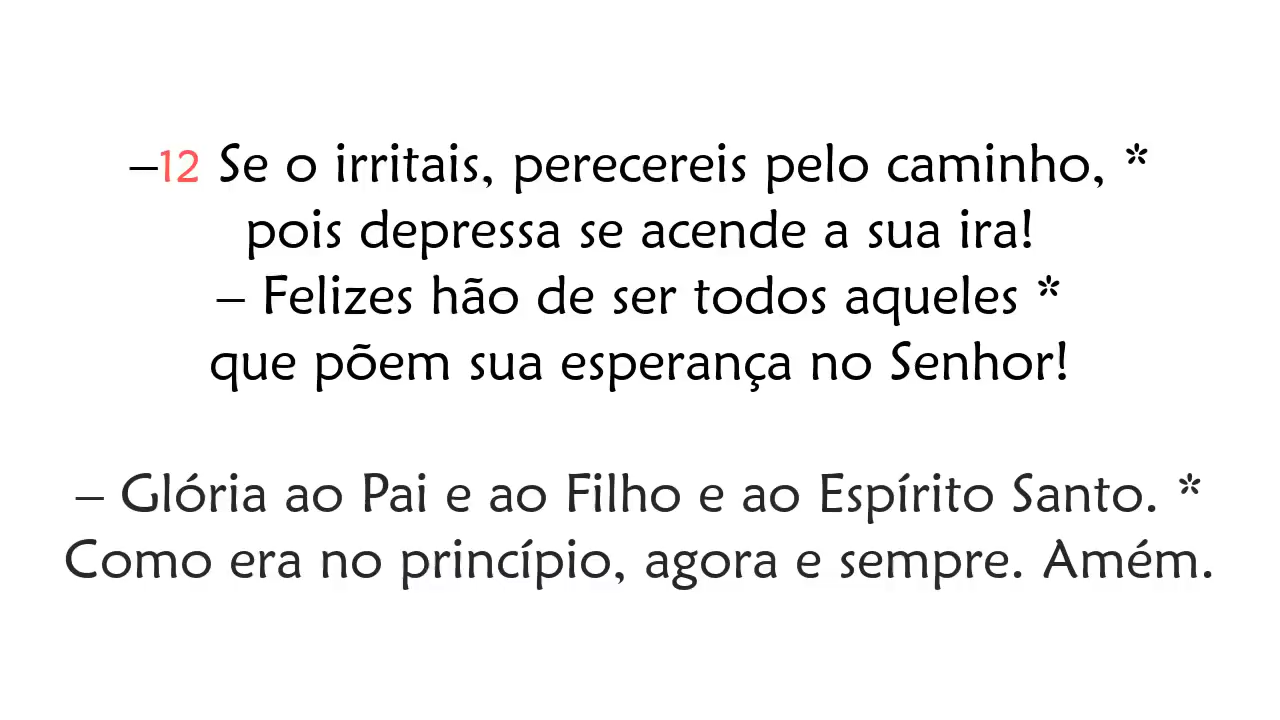 –12 Se o irritais, perecereis pelo caminho, *
pois depressa se acende a sua ira!
– Felizes hão de ser todos aqueles *
que põem sua esperança no Senhor!
– Glória ao Pai e ao Filho e ao Espírito Santo. *
Como era no princípio, agora e sempre. Amém.